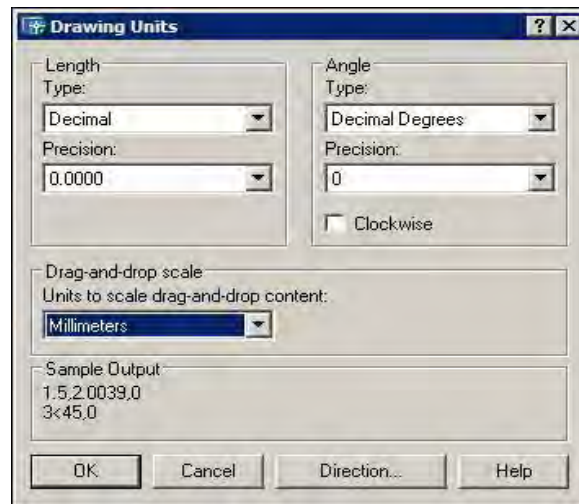 Drawing Units
Length
Type:
Decimal
Precision:
0.0000
Angle
Type:
Decimal Degrees
Precision:
0
Clockwise
Drag-and-drop scale
Units to scale drag-and-drop content:
Millimeters
Sample Output
1.5,2.0039,0
3<45,0
OK Cancel Direction... Help